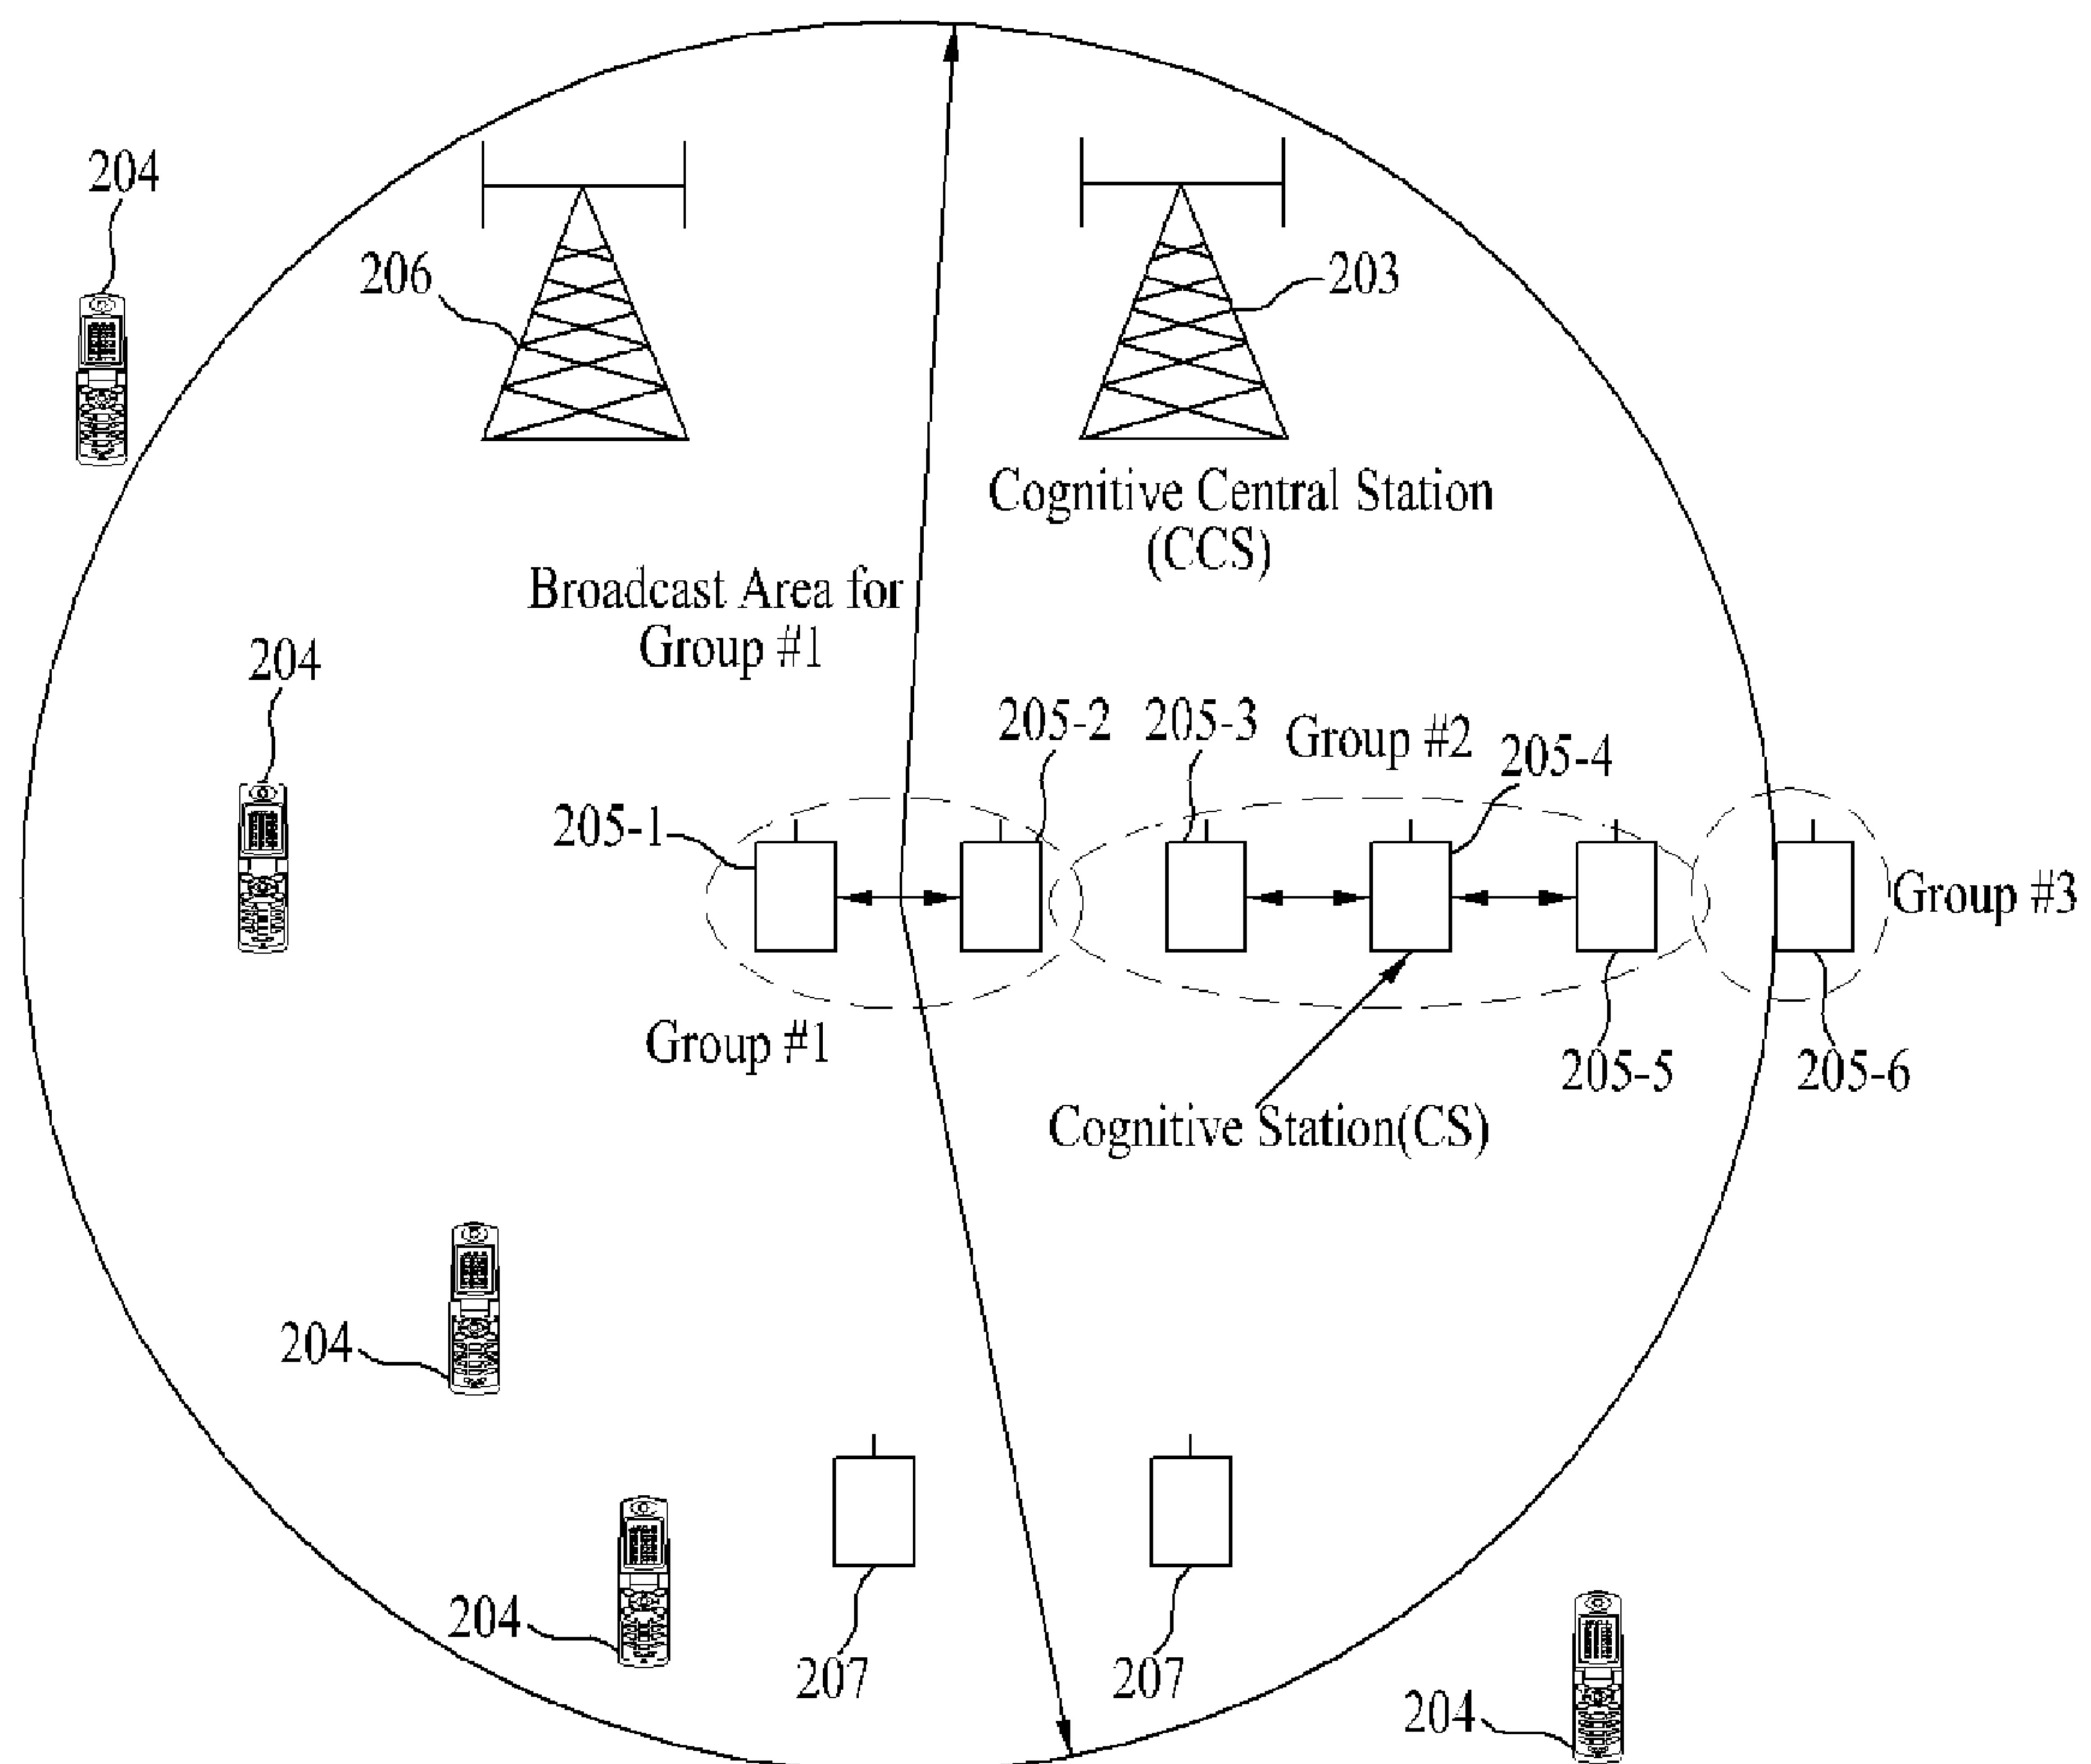 204
206
203
Cognitive Central Station
(CCS)
Broadcast Area for
Group #1
204
205-2
205-3
Group #2
205-4
205-1
Group #3
Group #1
205-5
205-6
Cognitive Station(CS)
204
204
207
207
204